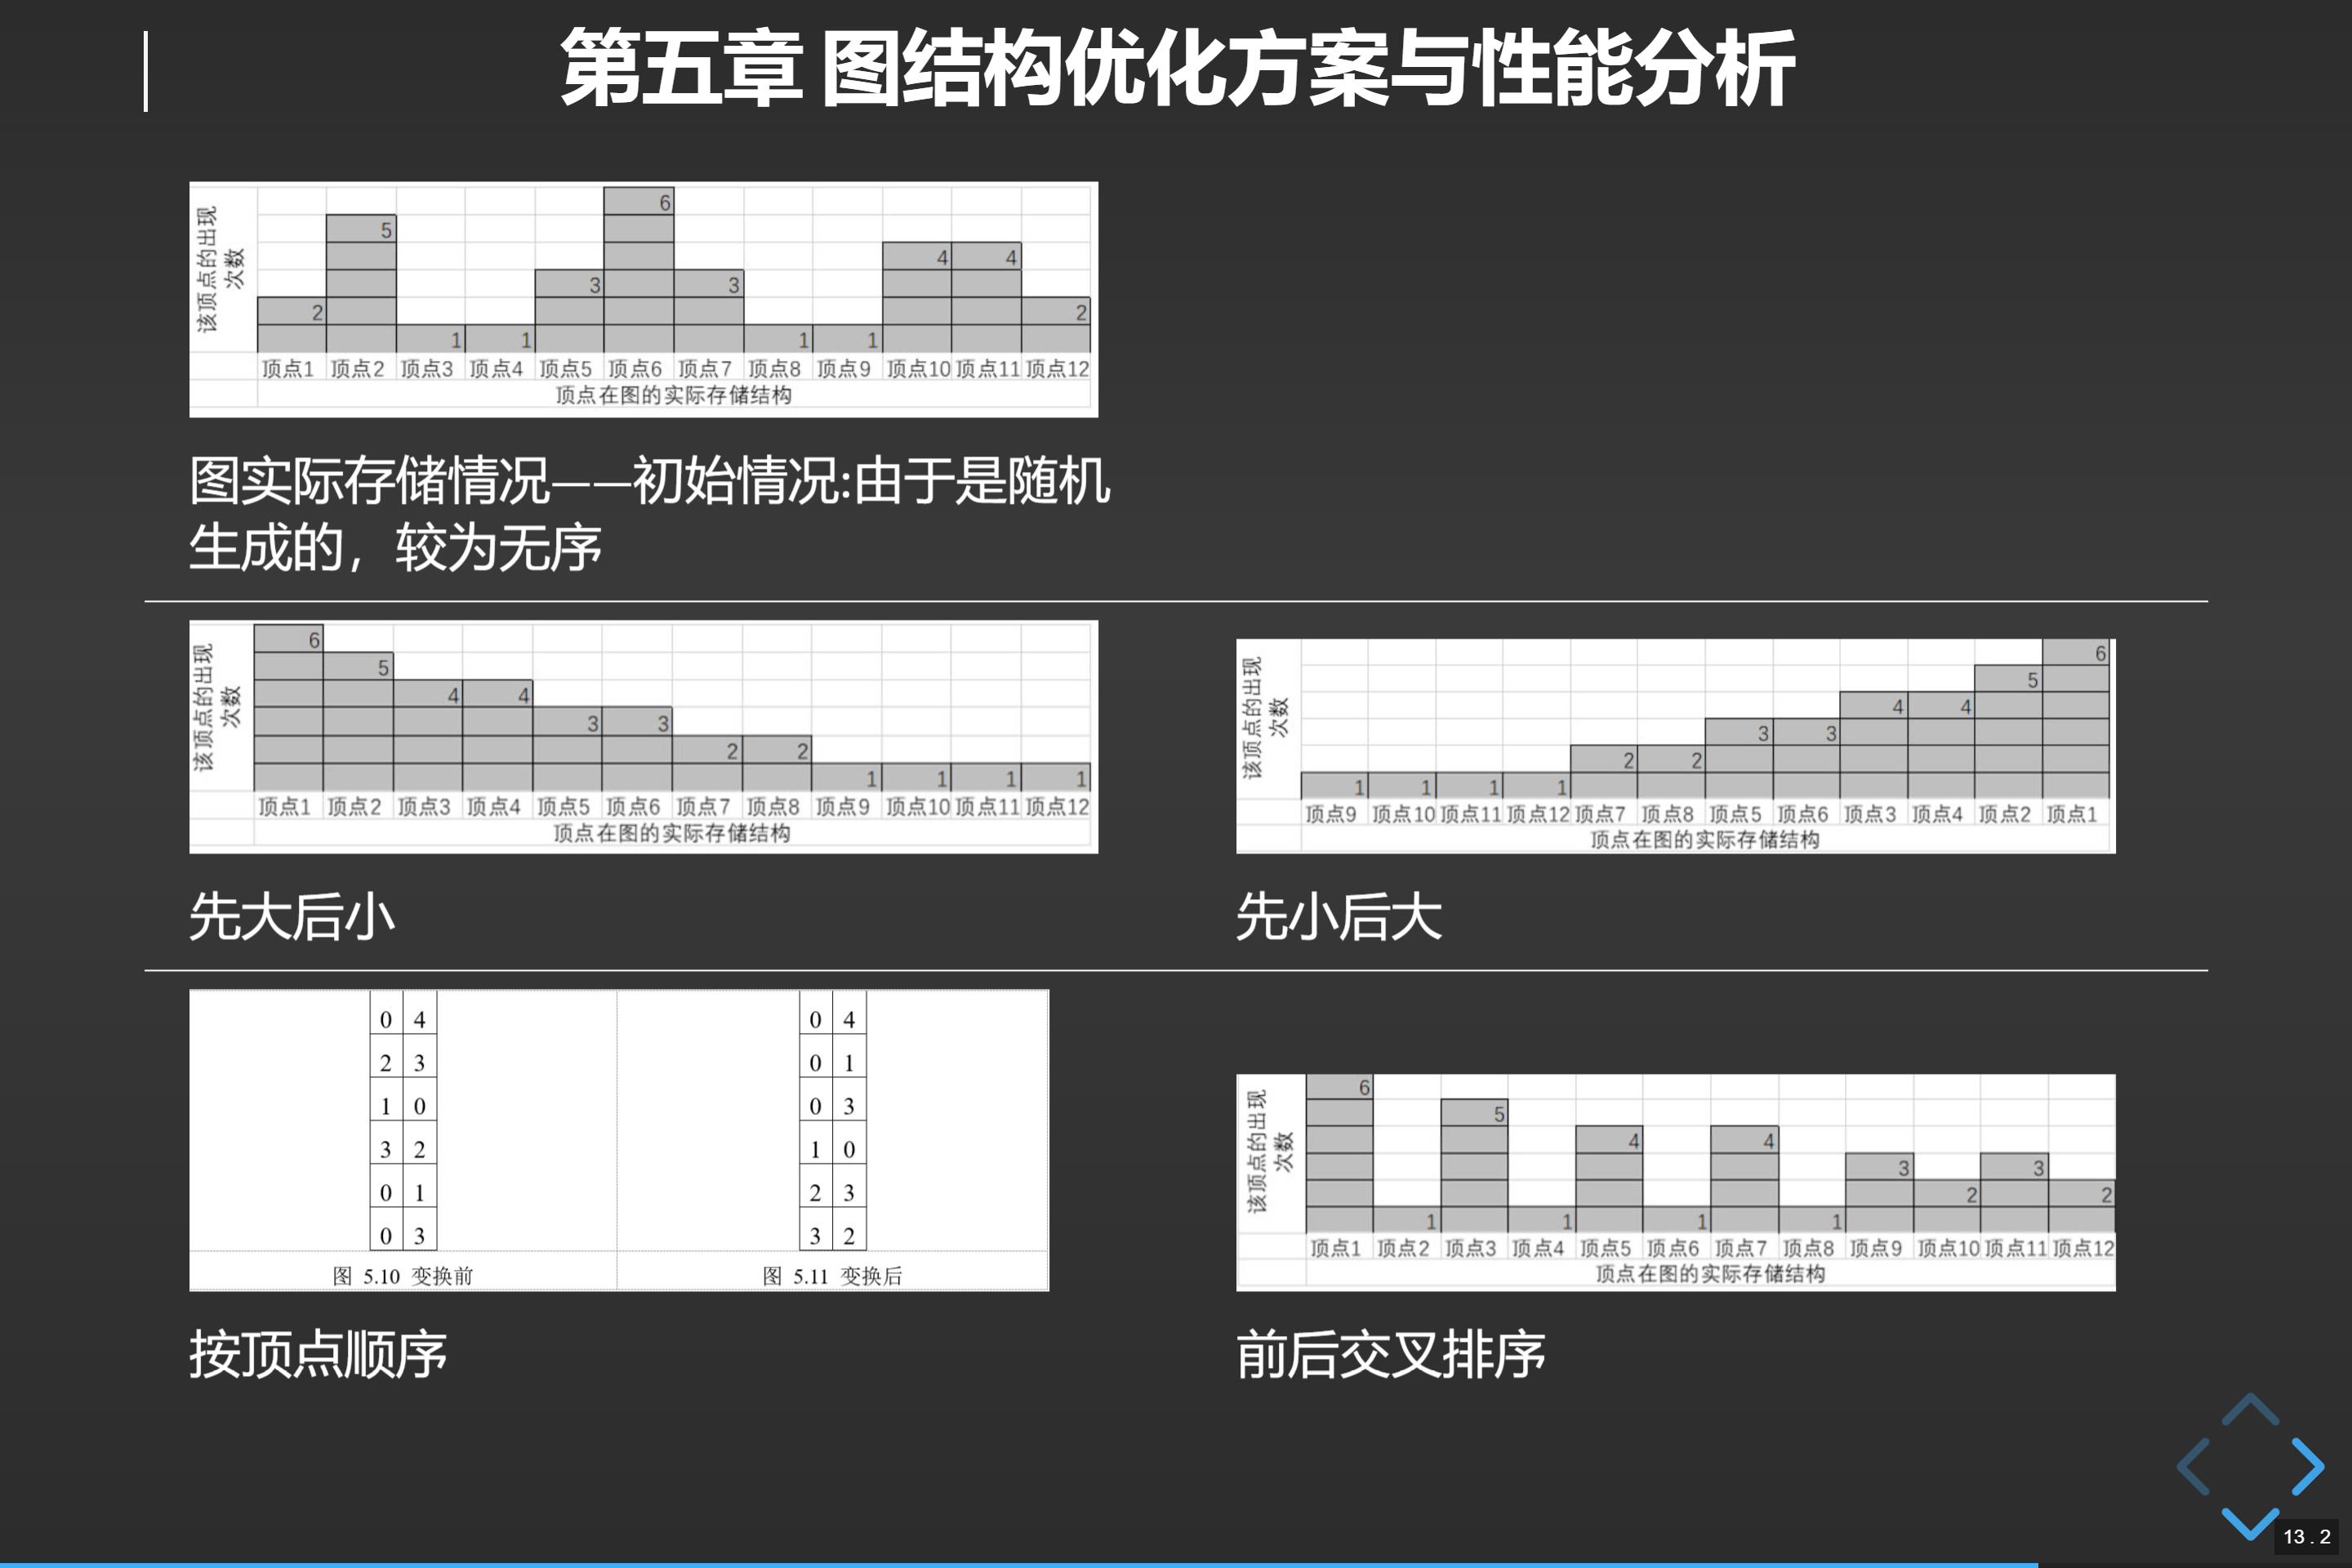 第五章 图结构优化方案与性能分析
该顶点的出现
次数
2 5 1 1 3 6 3 1 1 4 4 2
顶点1 顶点2 顶点3 顶点4 顶点5 顶点6 顶点7 顶点8 顶点9 顶点10 顶点11 顶点12
顶点在图的实际存储结构
图实际存储情况——初始情况:由于是随机
生成的，较为无序
该顶点的出现
次数
6 5 4 4 3 3 2 2 1 1 1 1
顶点1 顶点2 顶点3 顶点4 顶点5 顶点6 顶点7 顶点8 顶点9 顶点10 顶点11 顶点12
顶点在图的实际存储结构
先大后小
该顶点的出现
次数
1 1 1 1 2 2 3 3 4 4 5 6
顶点9 顶点10 顶点11 顶点12 顶点7 顶点8 顶点5 顶点6 顶点3 顶点4 顶点2 顶点1
顶点在图的实际存储结构
先小后大
0 4
2 3
1 0
3 2
0 1
0 3
图 5.10 变换前
0 4
0 1
0 3
1 0
2 3
3 2
图 5.11 变换后
按顶点顺序
该顶点的出现
次数
6 1 5 1 4 1 4 1 3 2 3 2
顶点1 顶点2 顶点3 顶点4 顶点5 顶点6 顶点7 顶点8 顶点9 顶点10 顶点11 顶点12
顶点在图的实际存储结构
前后交叉排序
13.2